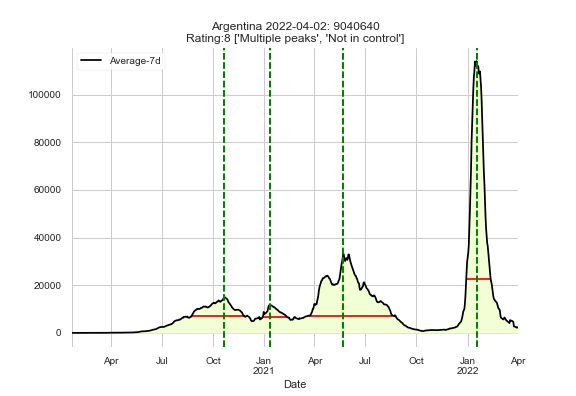 Argentina 2022-04-02: 9040640
Rating:8 ['Multiple peaks', 'Not in control']
Average-7d
100000
80000
60000
40000
20000
0
Apr Jul Oct Jan Apr Jul Oct Jan Apr
2021 2022
Date